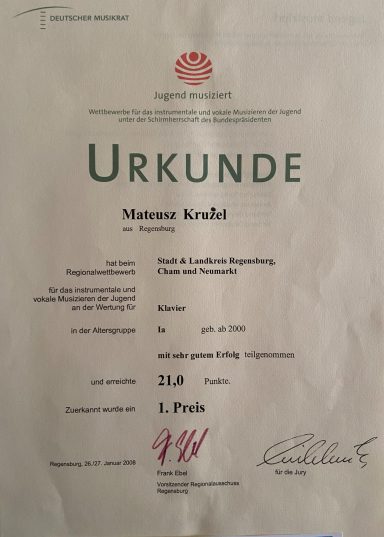 DEUTSCHER MUSIKRAT
Jugend musiziert
Wettbewerbe für das instrumentale und vokale Musizieren der Jugend
unter der Schirmherrschaft des Bundespräsidenten
URKUNDE
Mateusz Krużel
aus Regensburg
hat beim
Regionalwettbewerb
Stadt & Landkreis Regensburg,
Cham und Neumarkt
für das instrumentale und
vokale Musizieren der Jugend
an der Wertung für
Klavier
in der Altersgruppe Ia geb. ab 2000
mit sehr gutem Erfolg teilgenommen
und erreichte 21,0 Punkte.
Zuerkannt wurde ein 1. Preis
Regensburg, 26./27. Januar 2008
Frank Ebel
Vorsitzender Regionalausschuss
Regensburg
für die Jury